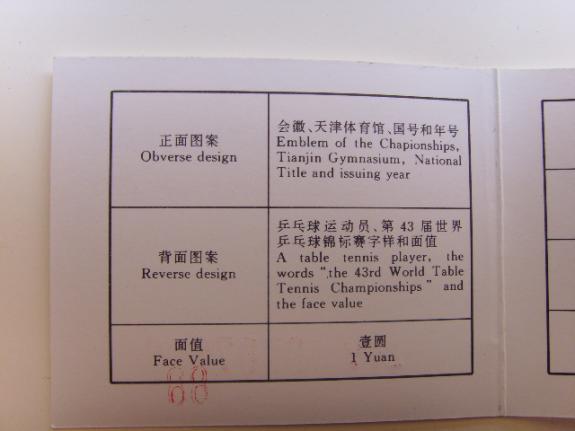 正面图案
Obverse design
会徽、天津体育馆、国号和年号
Emblem of the Chapionships,
Tianjin Gymnasium, National
Title and issuing year
背面图案
Reverse design
乒乓球运动员、第 43 届世界
乒乓球锦标赛字样和面值
A table tennis player, the
words “ the 43rd World Table
Tennis Championships” and
the face value
面值
Face Value
壹圆
1 Yuan